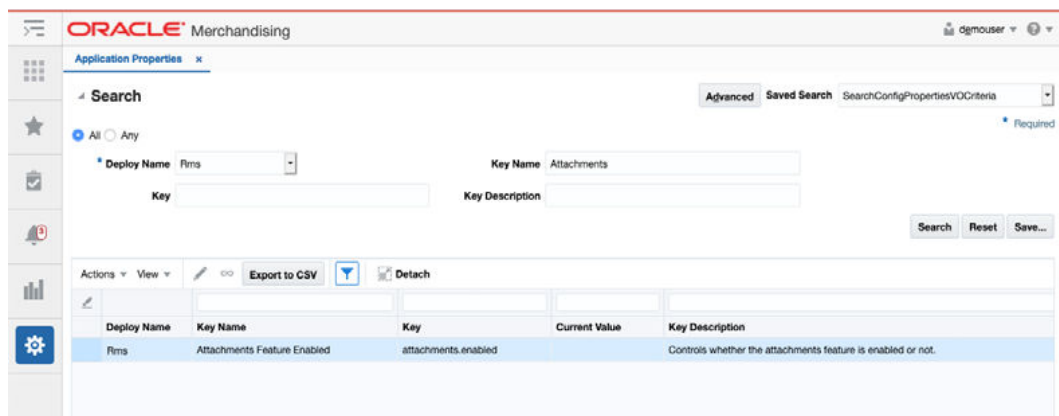 ORACLE Merchandising
demouser
Application Properties x
Search
Advanced Saved Search SearchConfigPropertiesVOCriteria
* Required
All Any
* Deploy Name Rms Key Name Attachments
Key Key Description
3
Search Reset Save...
Actions View Export to CSV Detach
Deploy Name Key Name Key Current Value Key Description
Rms Attachments Feature Enabled attachments.enabled Controls whether the attachments feature is enabled or not.